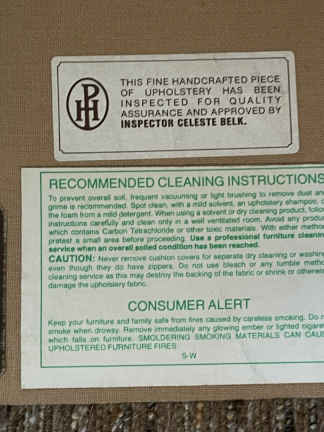 PH
THIS FINE HANDCRAFTED PIECE
OF UPHOLSTERY HAS BEEN
INSPECTED FOR QUALITY
ASSURANCE AND APPROVED BY
INSPECTOR CELESTE BELK.
RECOMMENDED CLEANING INSTRUCTIONS
To prevent overall soil, frequent vacuuming or light brushing to remove dust and
grime is recommended. Spot clean, with a mild solvent, an upholstery shampoo, o
the foam from a mild detergent. When using a solvent or dry cleaning product, follow
instructions carefully and clean only in a well ventilated room. Avoid any produc
which contains Carbon Tetrachloride or other toxic materials. With either method
pretest a small area before proceeding. Use a professional furniture cleaning
service when an overall soiled condition has been reached.
CAUTION: Never remove cushion covers for separate dry cleaning or washing
even though they do have zippers. Do not use bleach or any tumble metho
cleaning service as this may destroy the backing of the fabric or shrink or otherwise
damage the upholstery fabric.
CONSUMER ALERT
Keep your furniture and family safe from fires caused by careless smoking. Do n
smoke when drowsy. Remove immediately any glowing ember or lighted cigaret
which falls on furniture. SMOLDERING SMOKING MATERIALS CAN CAUS
UPHOLSTERED FURNITURE FIRES.
S-W